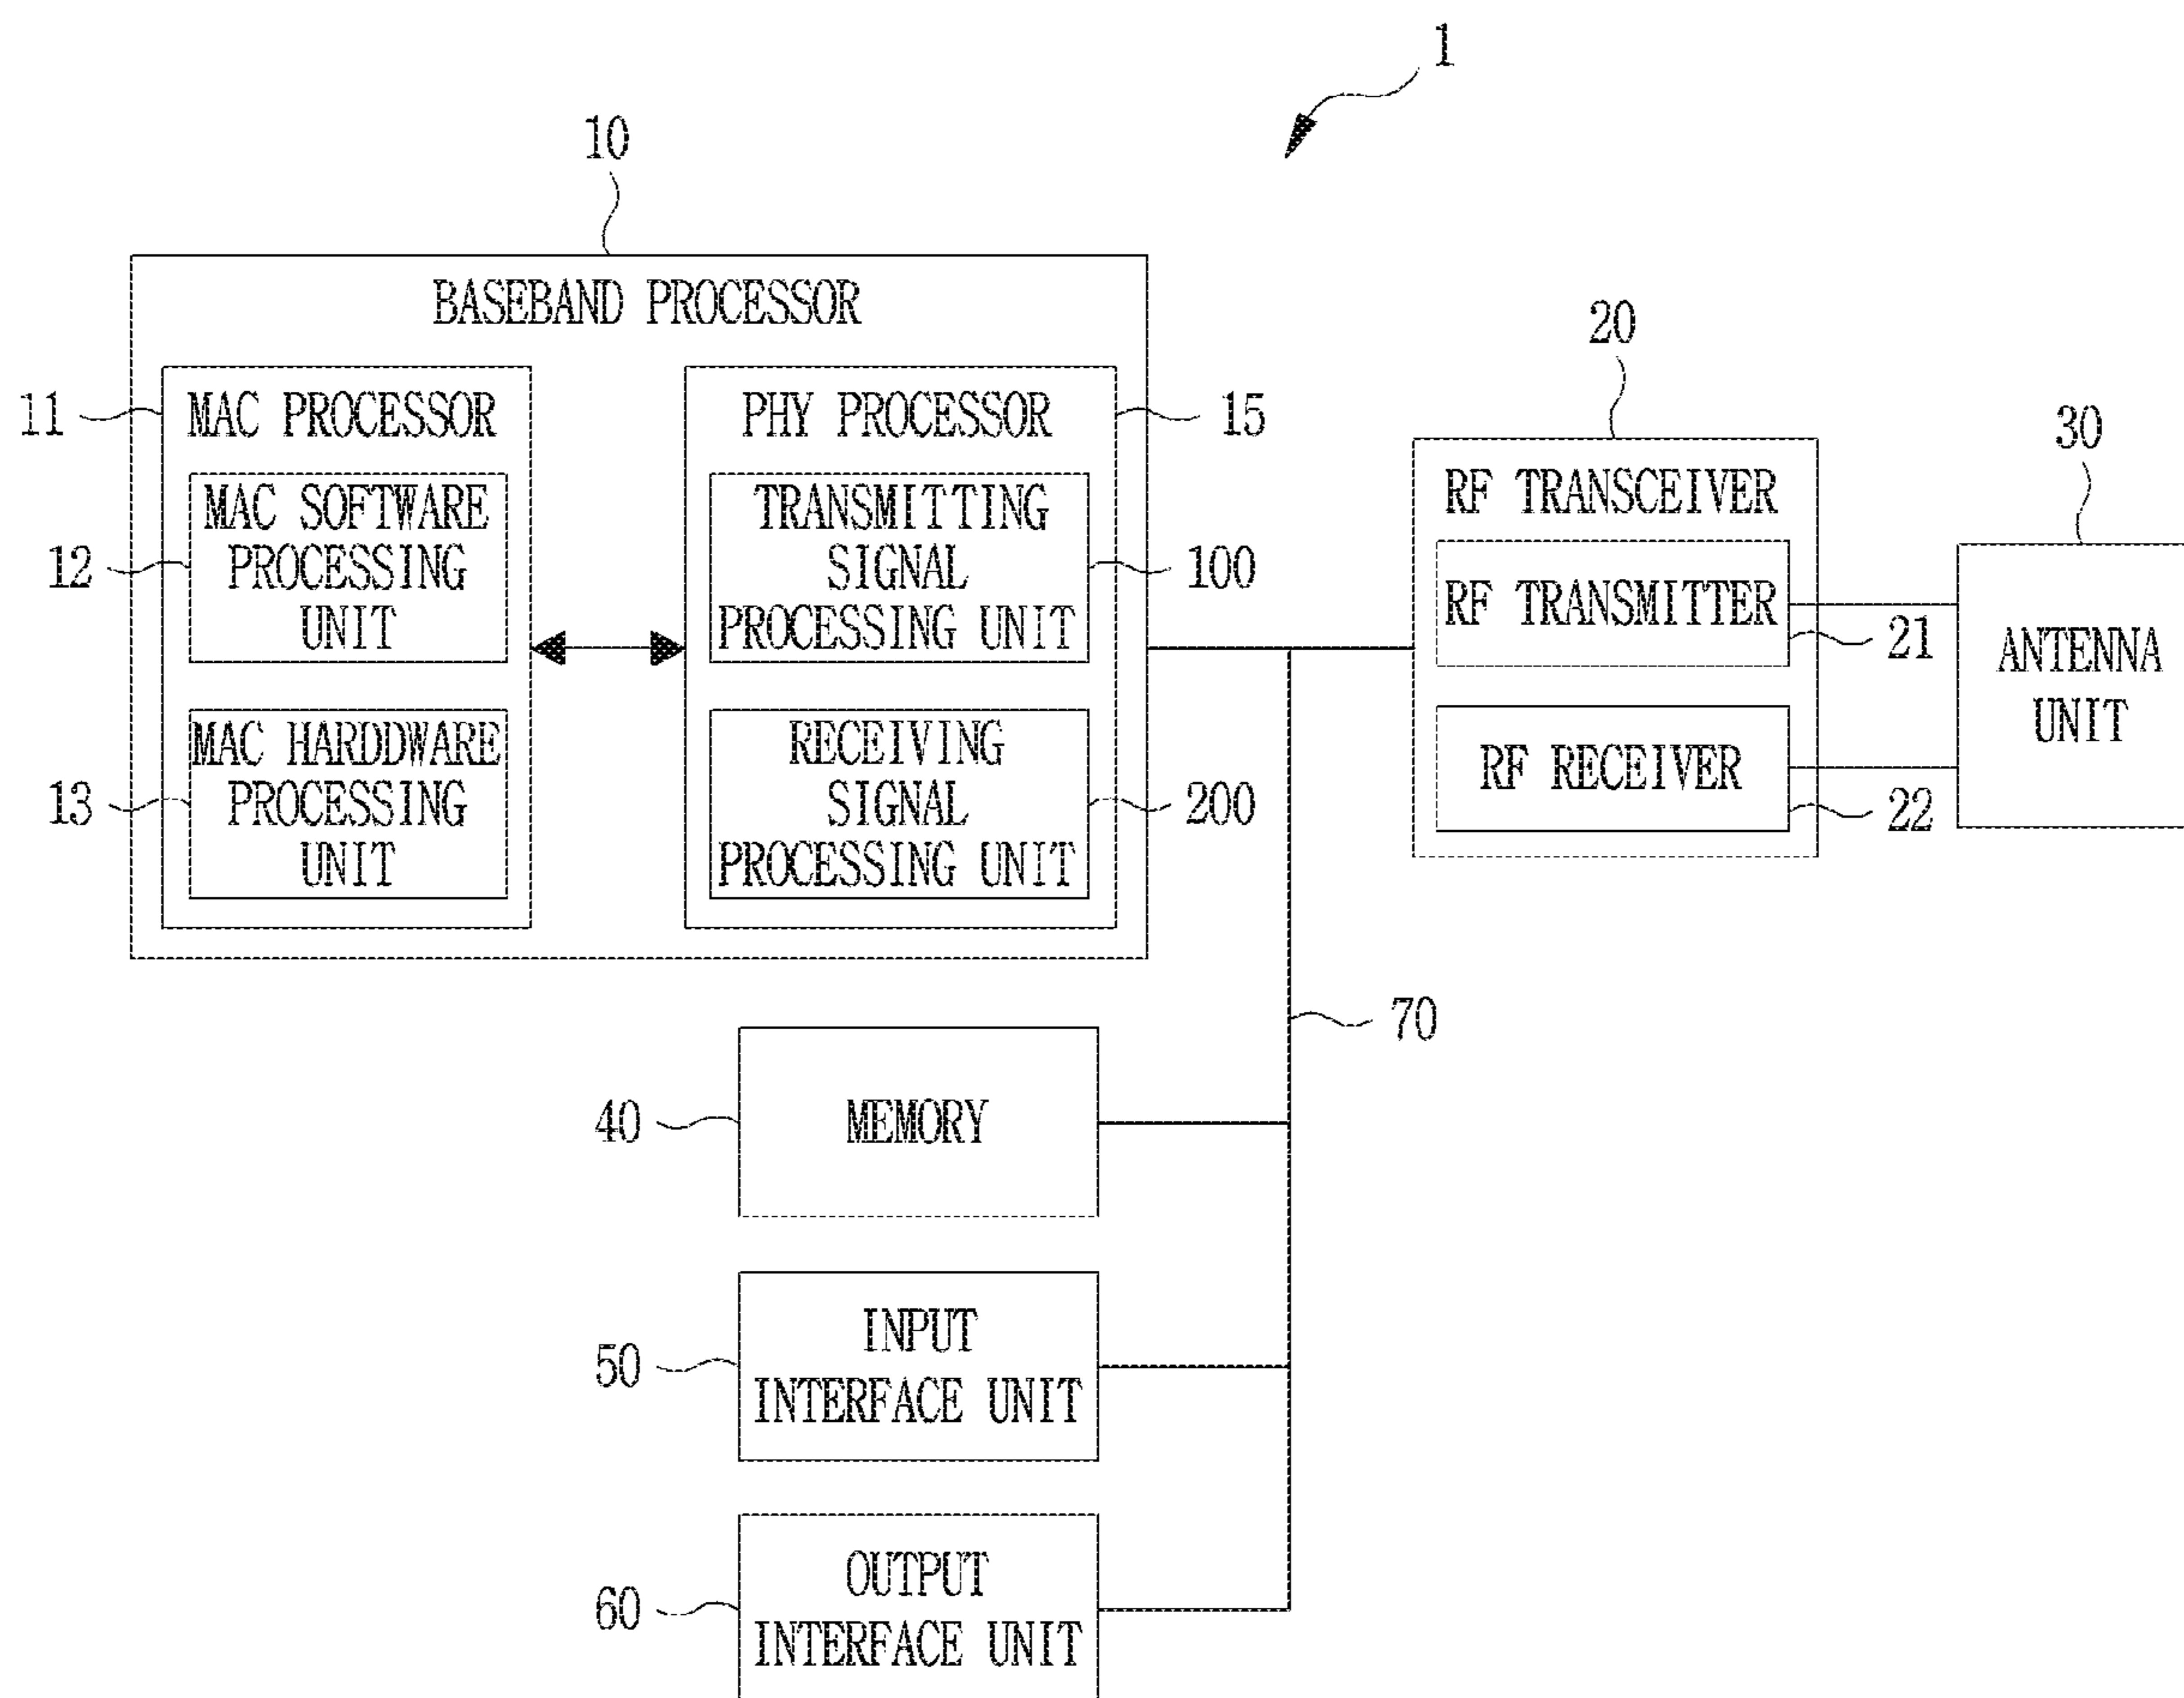 1
10
BASEBAND PROCESSOR
11
MAC PROCESSOR
12
MAC SOFTWARE
PROCESSING
UNIT
13
MAC HARDDWARE
PROCESSING
UNIT
PHY PROCESSOR
15
TRANSMITTING
SIGNAL
PROCESSING UNIT
100
RECEIVING
SIGNAL
PROCESSING UNIT
200
20
RF TRANSCEIVER
RF TRANSMITTER
21
RF RECEIVER
22
30
ANTENNA
UNIT
70
40
MEMORY
50
INPUT
INTERFACE UNIT
60
OUTPUT
INTERFACE UNIT